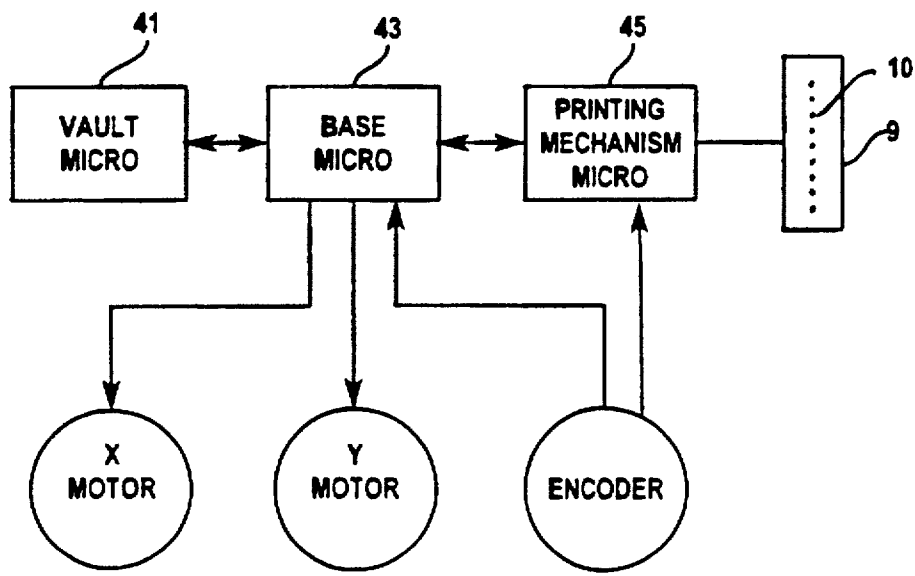 41
43
45
10
9
VAULT
MICRO
BASE
MICRO
PRINTING
MECHANISM
MICRO
X
MOTOR
Y
MOTOR
ENCODER